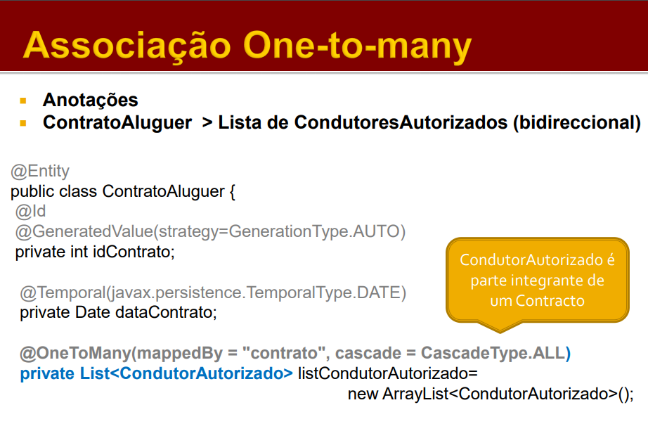 Associação One-to-many
Anotações
ContratoAluguer > Lista de CondutoresAutorizados (bidireccional)
@Entity
public class ContratoAluguer {
@Id
@GeneratedValue(strategy=GenerationType.AUTO)
private int idContrato;
CondutorAutorizado é
parte integrante de
um Contracto
@Temporal(javax.persistence.TemporalType.DATE)
private Date dataContrato;
@OneToMany(mappedBy = "contrato", cascade = CascadeType.ALL)
private List<CondutorAutorizado> listCondutorAutorizado=
new ArrayList<CondutorAutorizado>();